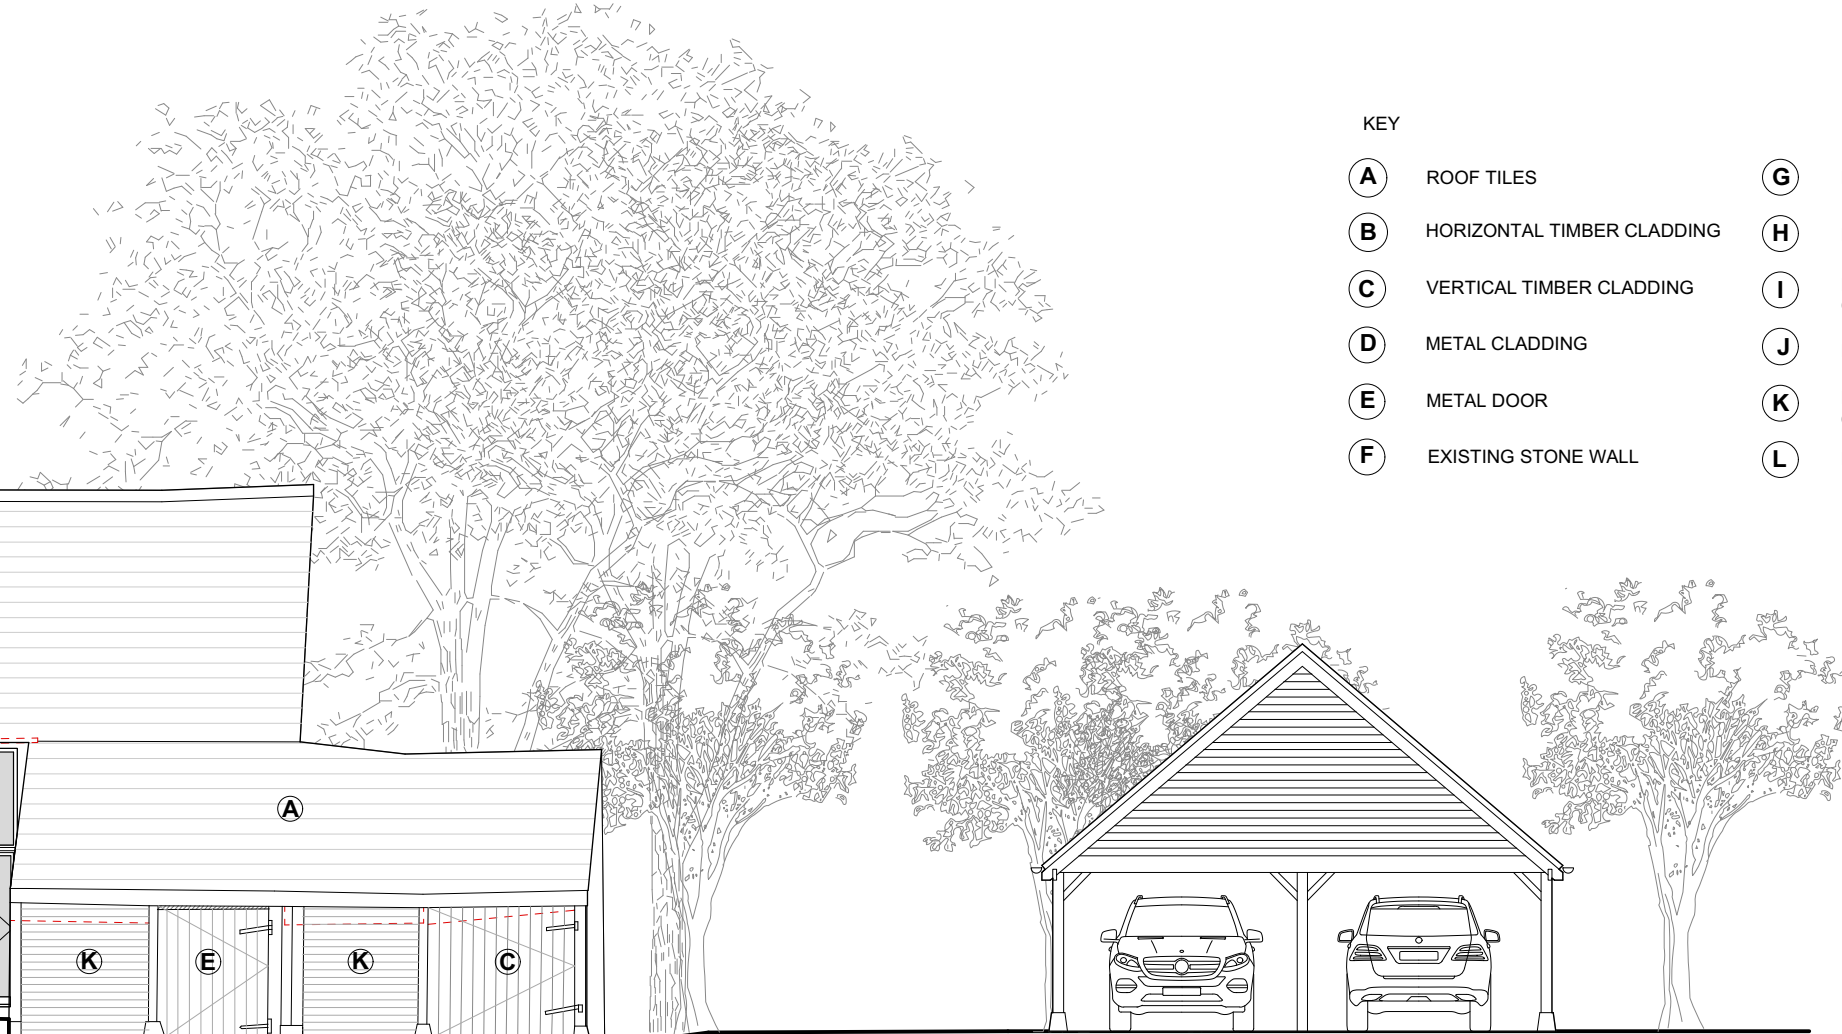 KEY
A ROOF TILES
B HORIZONTAL TIMBER CLADDING
C VERTICAL TIMBER CLADDING
D METAL CLADDING
E METAL DOOR
F EXISTING STONE WALL
G
H
I
J
K
L
A
K E K C